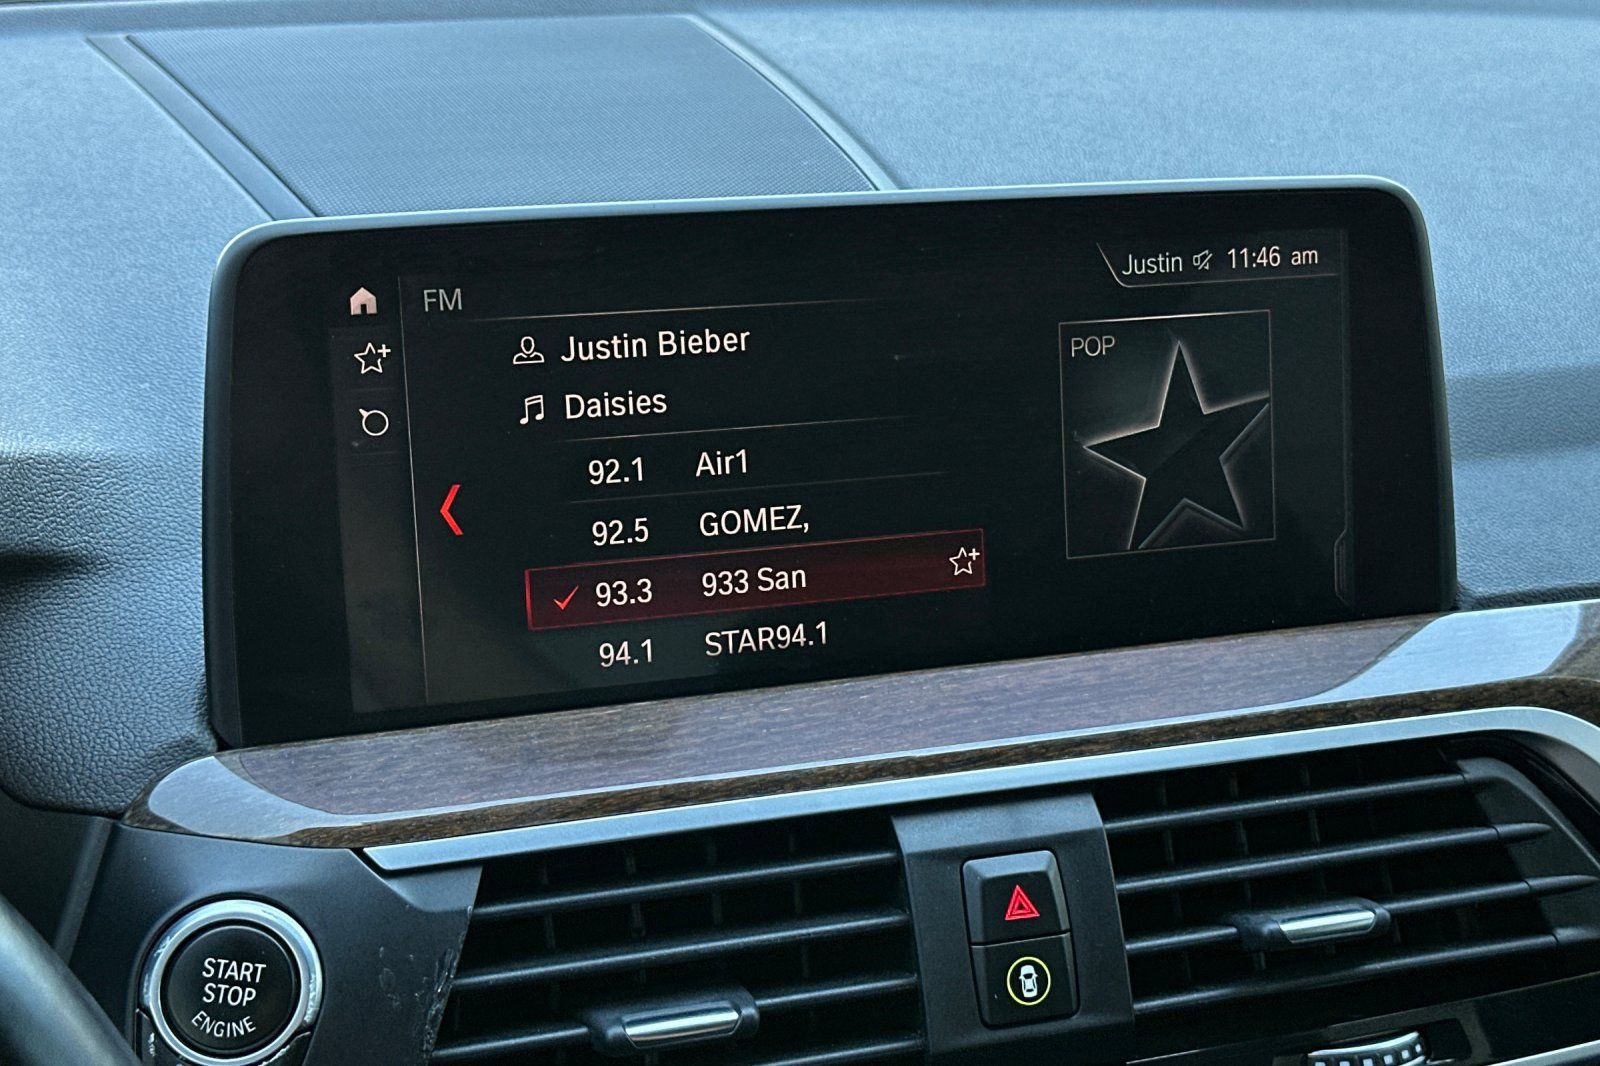 Justin 11:46 am
FM
Justin Bieber
Daisies
POP
92.1 Air1
92.5 GOMEZ,
93.3 933 San
94.1 STAR94.1
START
STOP
ENGINE